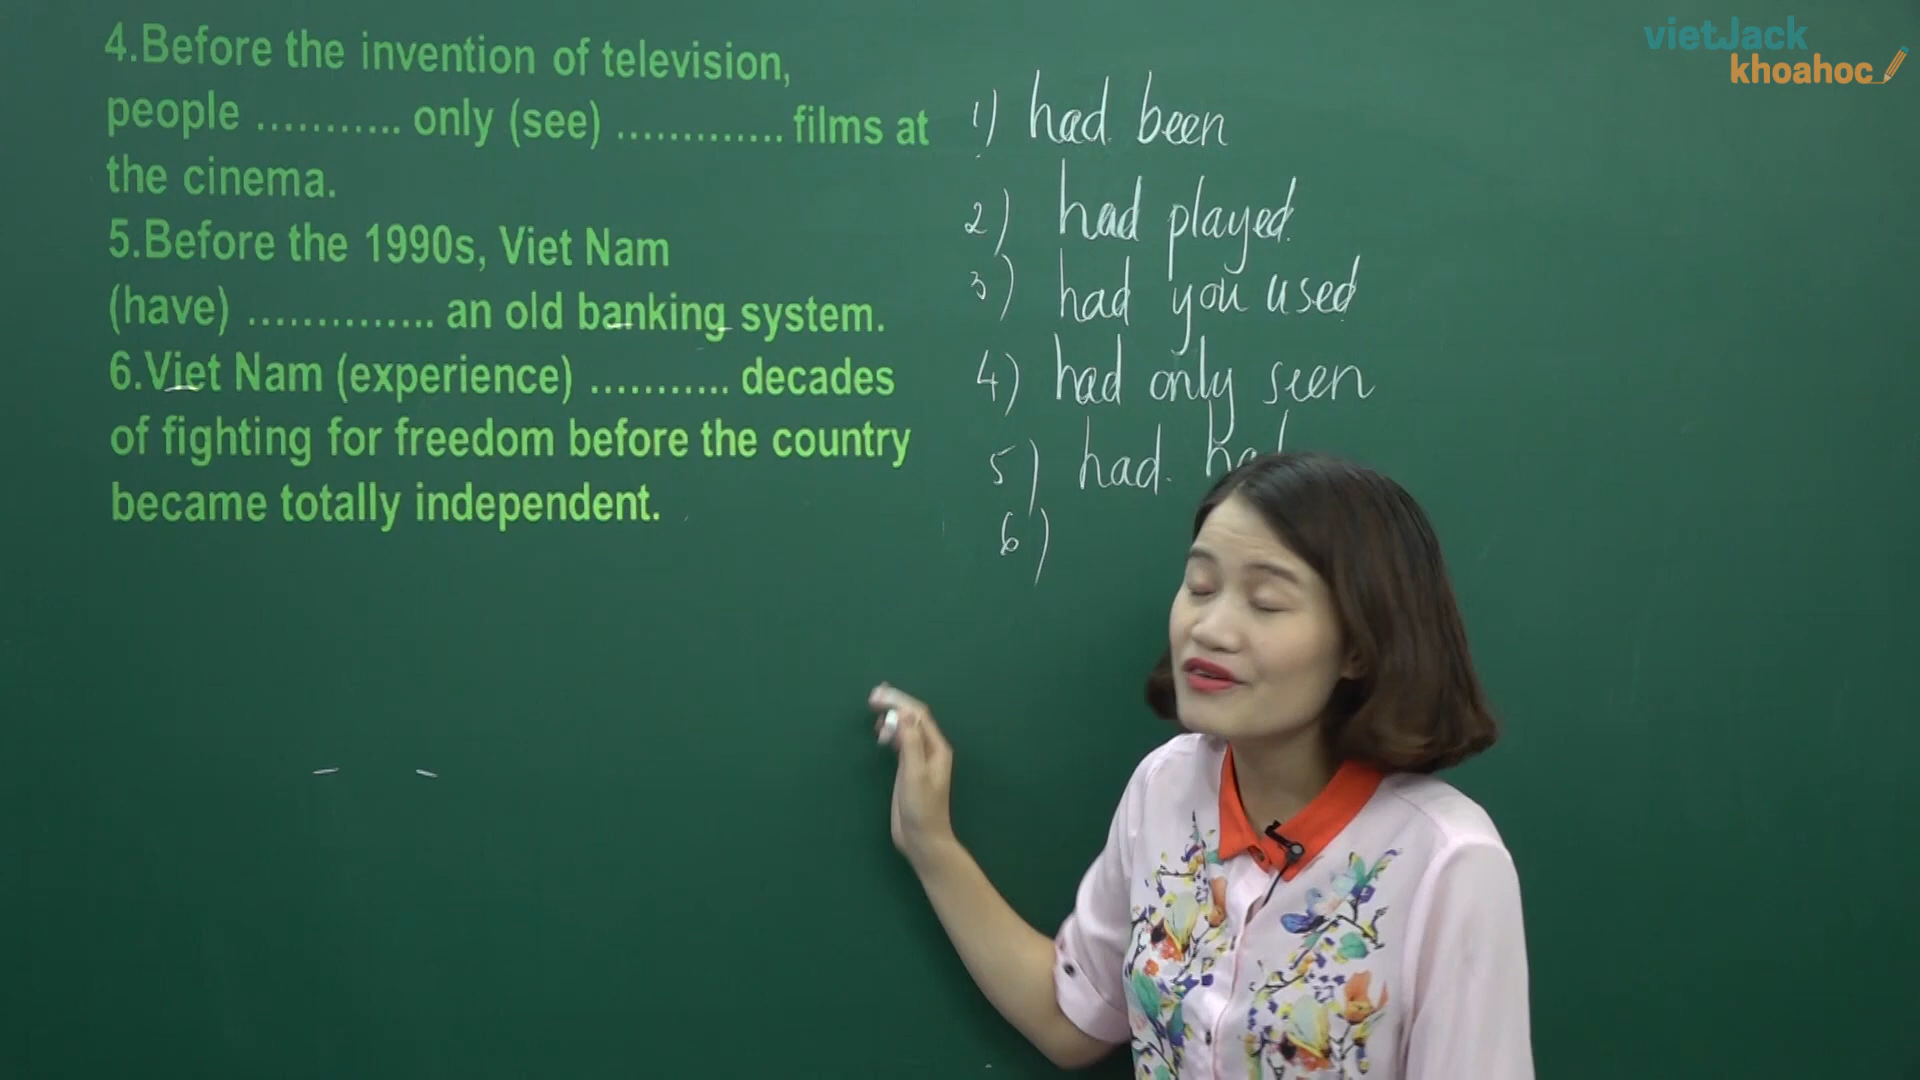 vietJack
khoahoc
4.Before the invention of television,
people ........... only (see) ............. films at
the cinema.
5.Before the 1990s, Viet Nam
(have) .............. an old banking system.
6.Viet Nam (experience) ........... decades
of fighting for freedom before the country
became totally independent.
1) had been
2) had played.
3) had you used
4) had only seen
5) had. had
6)